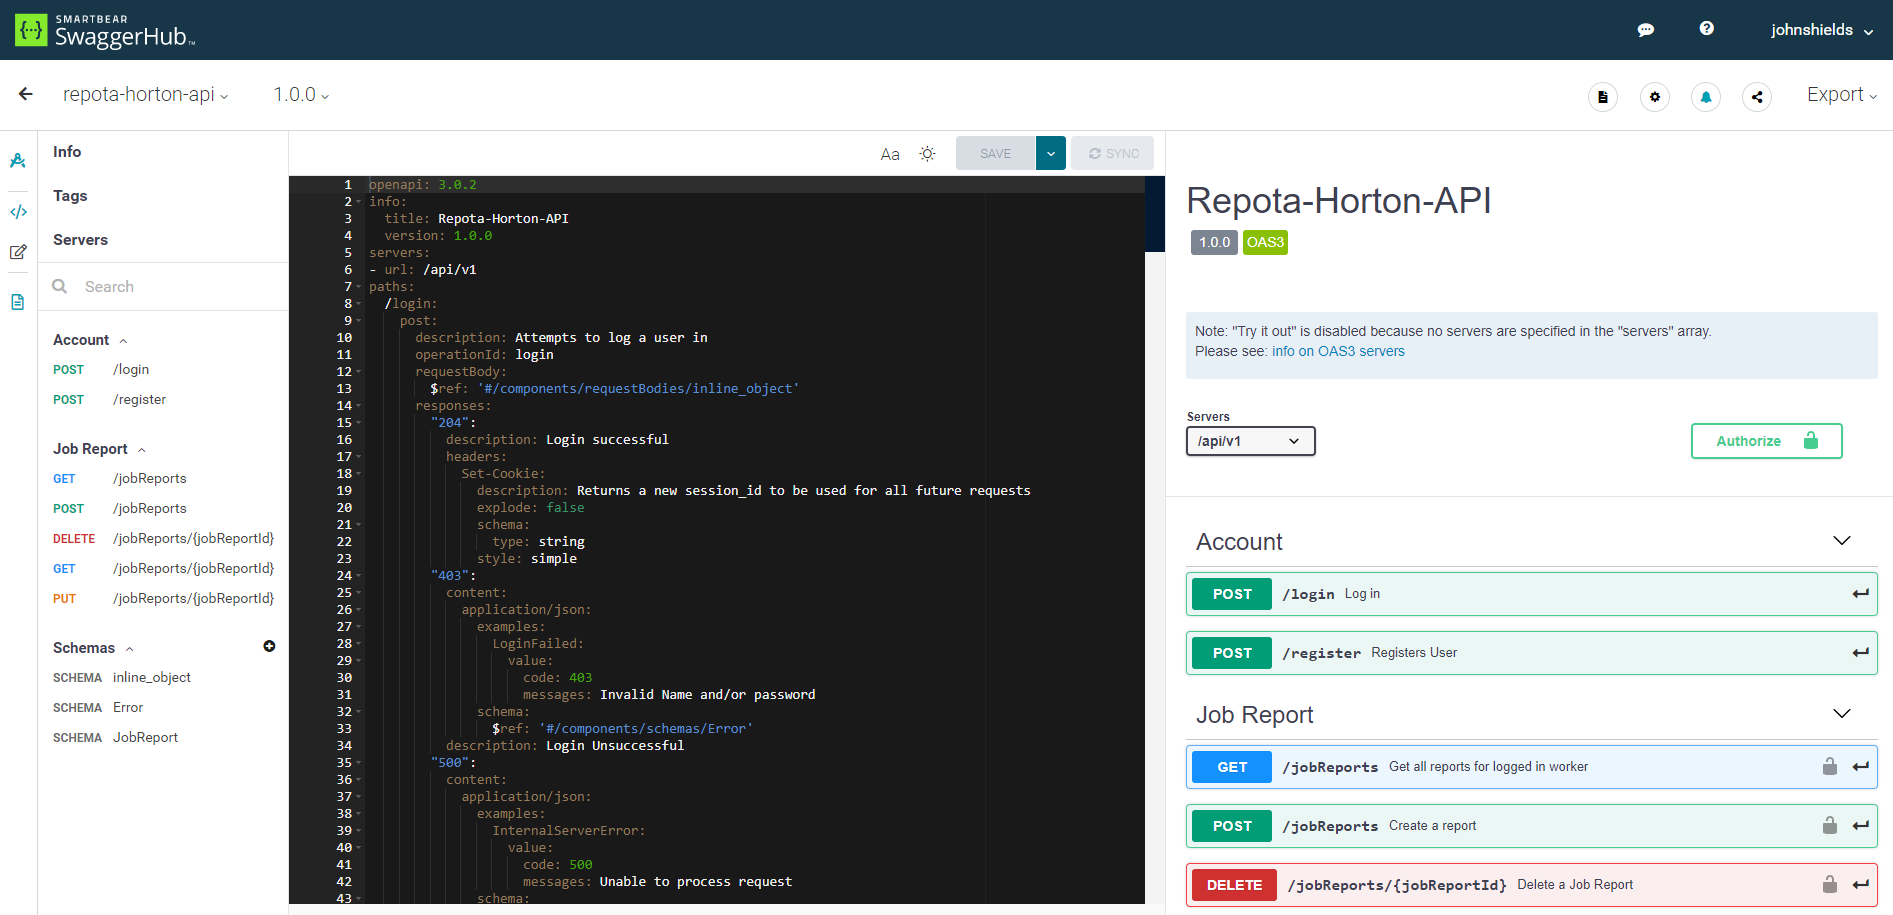 SMARTBEAR
SwaggerHub™
johnshields
repota-horton-api
1.0.0
Export
Info
Tags
Servers
Search
Account
POST /login
POST /register
Job Report
GET /jobReports
POST /jobReports
DELETE /jobReports/{jobReportId}
GET /jobReports/{jobReportId}
PUT /jobReports/{jobReportId}
Schemas
SCHEMA inline_object
SCHEMA Error
SCHEMA JobReport
Aa
SAVE
SYNC
1 openapi: 3.0.2
2 info:
3 title: Repota-Horton-API
4 version: 1.0.0
5 servers:
6 - url: /api/v1
7 paths:
8 /login:
9 post:
10 description: Attempts to log a user in
11 operationId: login
12 requestBody:
13 $ref: '#/components/requestBodies/inline_object'
14 responses:
15 "204":
16 description: Login successful
17 headers:
18 Set-Cookie:
19 description: Returns a new session_id to be used for all future requests
20 explode: false
21 schema:
22 type: string
23 style: simple
24 "403":
25 content:
26 application/json:
27 examples:
28 LoginFailed:
29 value:
30 code: 403
31 messages: Invalid Name and/or password
32 schema:
33 $ref: '#/components/schemas/Error'
34 description: Login Unsuccessful
35 "500":
36 content:
37 application/json:
38 examples:
39 InternalServerError:
40 value:
41 code: 500
42 messages: Unable to process request
43 schema:
Repota-Horton-API
1.0.0 OAS3
Note: "Try it out" is disabled because no servers are specified in the "servers" array.
Please see: info on OAS3 servers
Servers
/api/v1
Authorize
Account
POST /login Log in
POST /register Registers User
Job Report
GET /jobReports Get all reports for logged in worker
POST /jobReports Create a report
DELETE /jobReports/{jobReportId} Delete a Job Report